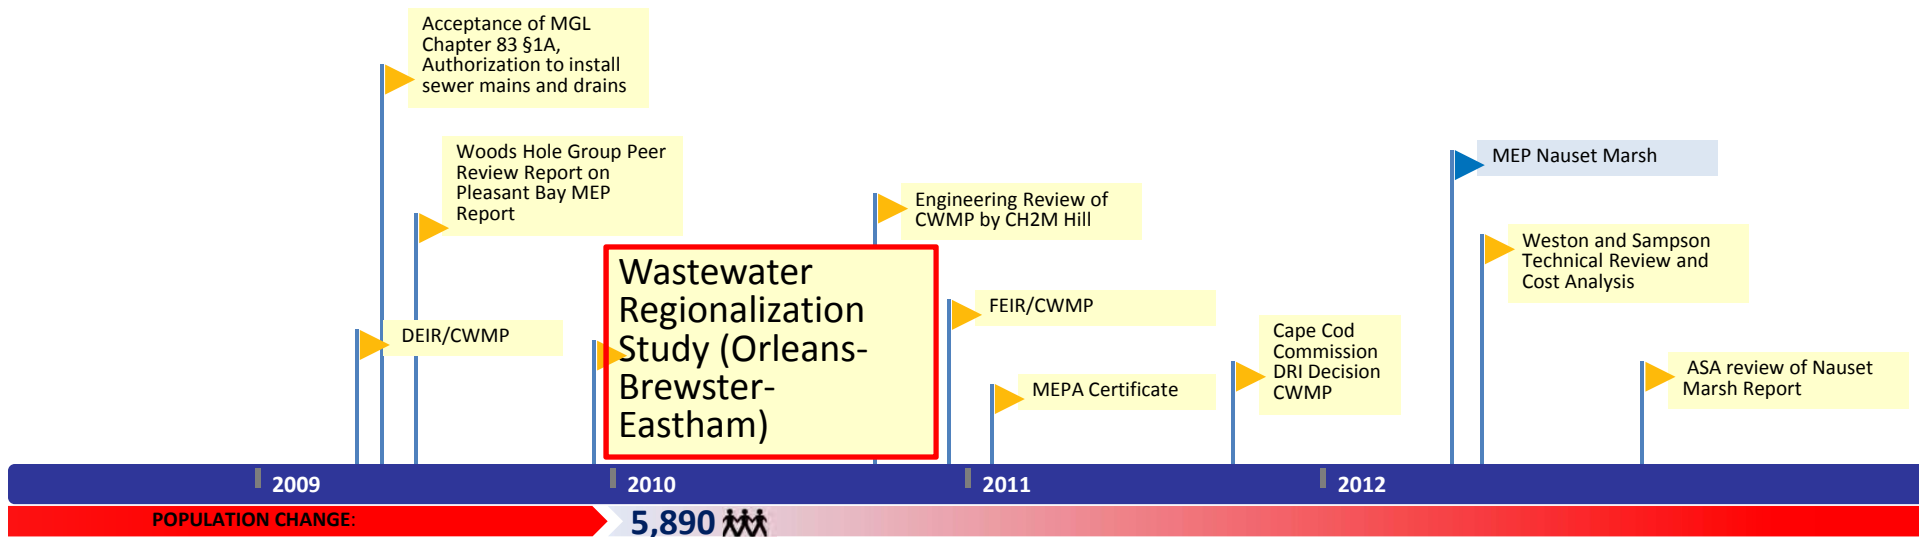 Acceptance of MGL
Chapter 83 §1A,
Authorization to install
sewer mains and drains
Woods Hole Group Peer
Review Report on
Pleasant Bay MEP
Report
DEIR/CWMP
Wastewater
Regionalization
Study (Orleans-
Brewster-
Eastham)
Engineering Review of
CWMP by CH2M Hill
FEIR/CWMP
MEPA Certificate
Cape Cod
Commission
DRI Decision
CWMP
MEP Nauset Marsh
Weston and Sampson
Technical Review and
Cost Analysis
ASA review of Nauset
Marsh Report
2009
2010
2011
2012
POPULATION CHANGE:
5,890